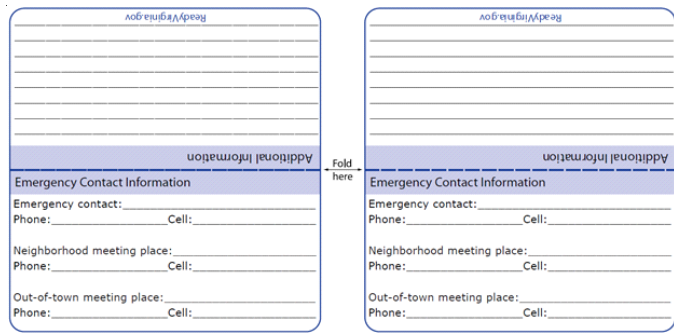 ReadyVirginia.gov
Additional Information
Emergency Contact Information
Emergency contact:
Phone: Cell:
Neighborhood meeting place:
Phone: Cell:
Out-of-town meeting place:
Phone: Cell:
Fold
here
ReadyVirginia.gov
Additional Information
Emergency Contact Information
Emergency contact:
Phone: Cell:
Neighborhood meeting place:
Phone: Cell:
Out-of-town meeting place:
Phone: Cell: